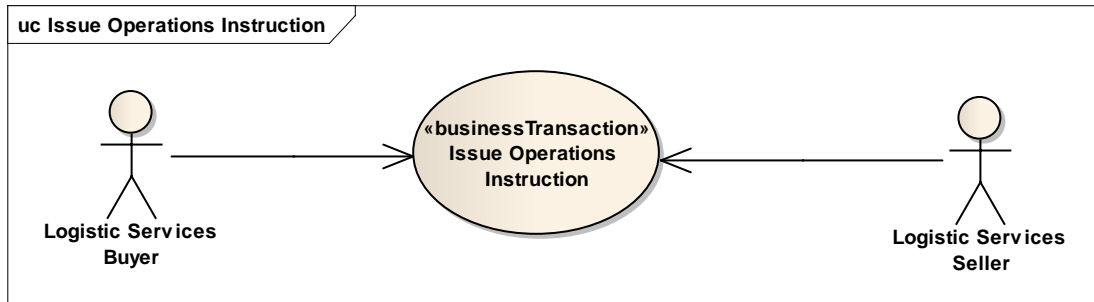 uc Issue Operations Instruction
«businessTransaction»
Issue Operations
Instruction
Logistic Services
Buyer
Logistic Services
Seller